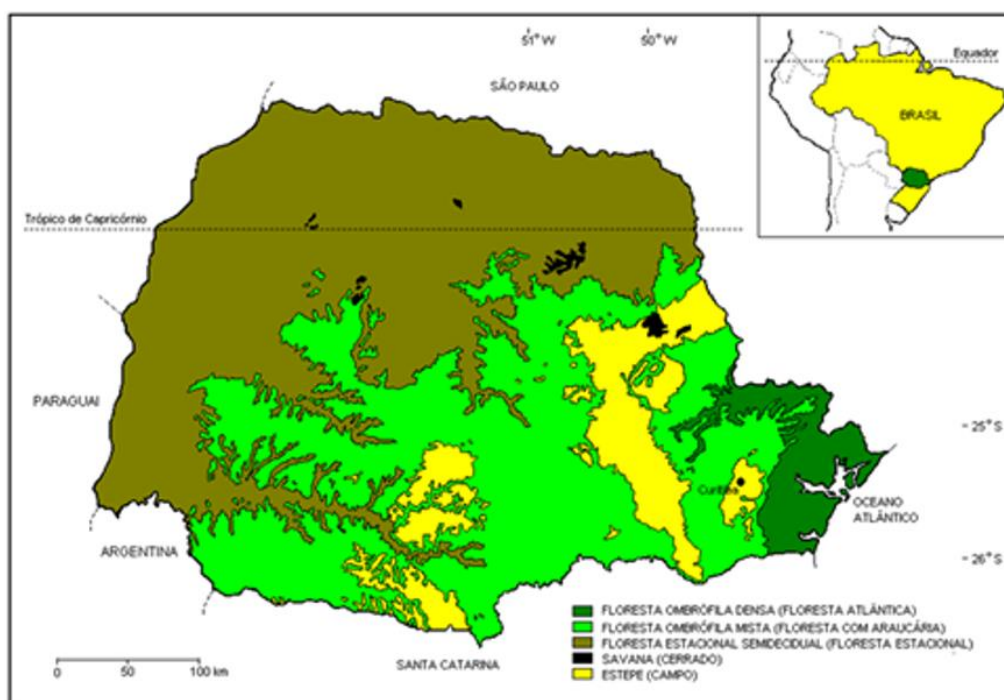 51° W
50° W
SÃO PAULO
Equador
BRASIL
Trópico de Capricórnio
PARAGUAI
25° S
Curitiba
OCEANO
ATLÂNTICO
ARGENTINA
26° S
FLORESTA OMBRÓFILA DENSA (FLORESTA ATLÂNTICA)
FLORESTA OMBRÓFILA MISTA (FLORESTA COM ARAUCÁRIA)
FLORESTA ESTACIONAL SEMIDECIDUAL (FLORESTA ESTACIONAL)
SAVANA (CERRADO)
ESTEPE (CAMPO)
0 50 100 km
SANTA CATARINA